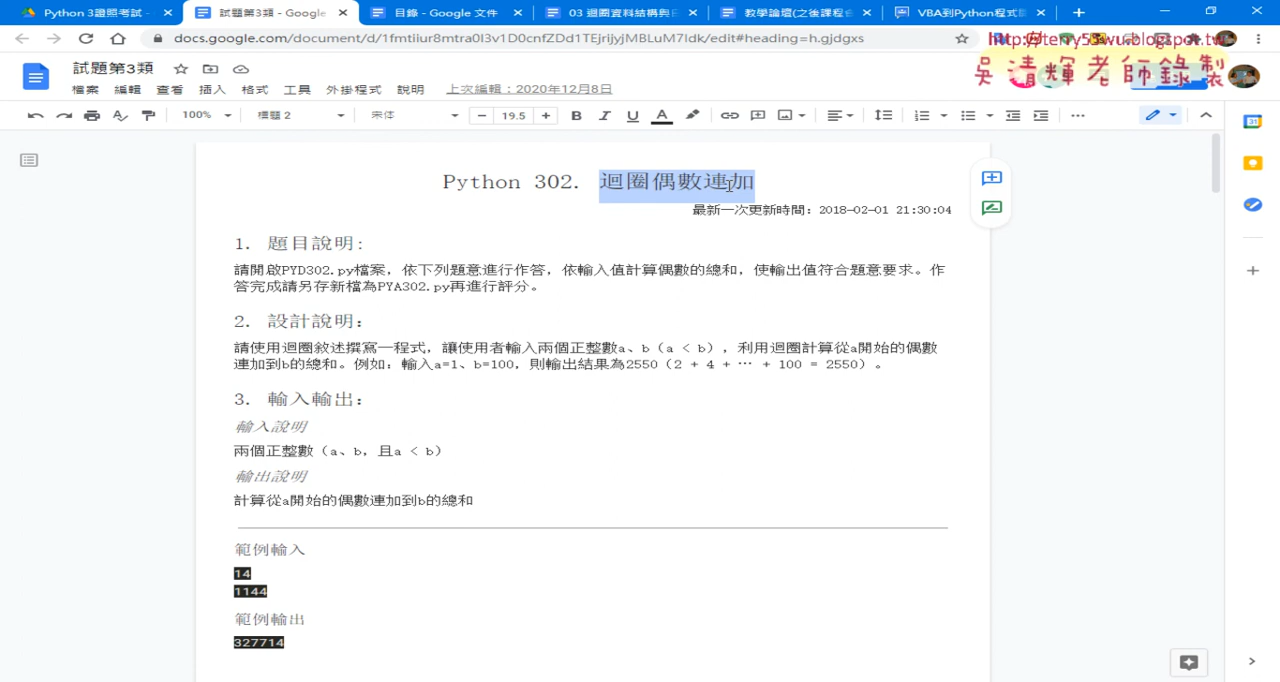 Python 3證照考試 -
試題第3類 - Google
目錄 - Google 文件
03 迴圈資料結構與
教學論壇(之後課程
VBA到Python程式
docs.google.com/document/d/1fmtiiur8mtra0I3v1D0cnfZDd1TEjrijyjMBLuM7ldk/edit#heading=h.gjdgxs
http://terry55wu.blogspot.tw
吳清輝老師錄製
試題第3類
檔案 編輯 查看 插入 格式 工具 外掛程式 說明 上次編輯:2020年12月8日
100% 標題 2 宋体 19.5 B I U A
Python 302. 迴圈偶數連加
最新一次更新時間: 2018-02-01 21:30:04
1. 題目說明:
請開啟PYD302.py檔案,依下列題意進行作答,依輸入值計算偶數的總和,使輸出值符合題意要求。作
答完成請另存新檔為PYA302.py再進行評分。
2. 設計說明:
請使用迴圈敘述撰寫一程式,讓使用者輸入兩個正整數a、b(a < b),利用迴圈計算從a開始的偶數
連加到b的總和。例如:輸入a=1、b=100,則輸出結果為2550(2 + 4 + … + 100 = 2550)。
3. 輸入輸出:
輸入說明
兩個正整數(a、b,且a < b)
輸出說明
計算從a開始的偶數連加到b的總和
範例輸入
14
1144
範例輸出
327714